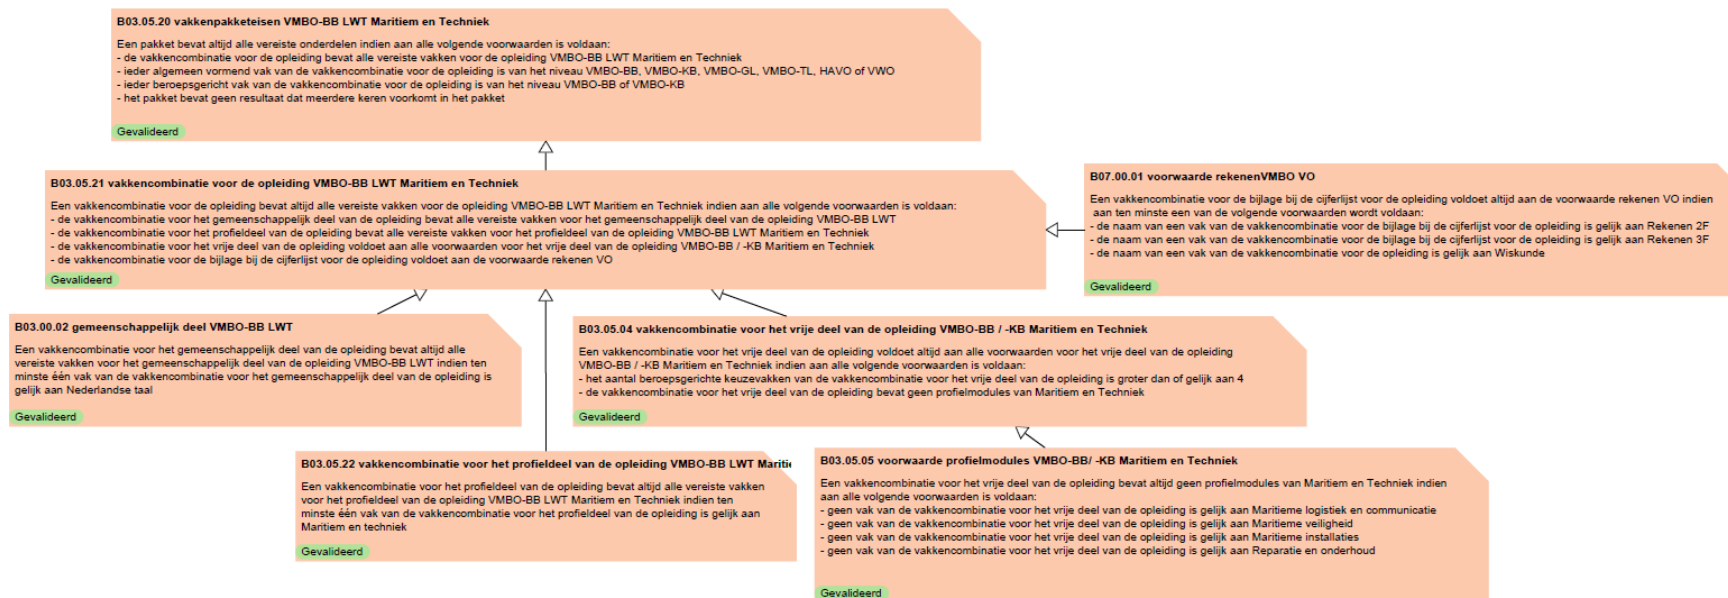 B03.05.20 vakkenpakketeisen VMBO-BB LWT Maritiem en Techniek
Een pakket bevat altijd alle vereiste onderdelen indien aan alle volgende voorwaarden is voldaan:
- de vakkencombinatie voor de opleiding bevat alle vereiste vakken voor de opleiding VMBO-BB LWT Maritiem en Techniek
- ieder algemeen vormend vak van de vakkencombinatie voor de opleiding is van het niveau VMBO-BB, VMBO-KB, VMBO-GL, VMBO-TL, HAVO of VWO
- ieder beroepsgericht vak van de vakkencombinatie voor de opleiding is van het niveau VMBO-BB of VMBO-KB
- het pakket bevat geen resultaat dat meerdere keren voorkomt in het pakket
Gevalideerd
B03.05.21 vakkencombinatie voor de opleiding VMBO-BB LWT Maritiem en Techniek
Een vakkencombinatie voor de opleiding bevat altijd alle vereiste vakken voor de opleiding VMBO-BB LWT Maritiem en Techniek indien aan alle volgende voorwaarden is voldaan:
- de vakkencombinatie voor het gemeenschappelijk deel van de opleiding bevat alle vereiste vakken voor het gemeenschappelijk deel van de opleiding VMBO-BB LWT
- de vakkencombinatie voor het profieldeel van de opleiding bevat alle vereiste vakken voor het profieldeel van de opleiding VMBO-BB LWT Maritiem en Techniek
- de vakkencombinatie voor het vrije deel van de opleiding voldoet aan alle voorwaarden voor het vrije deel van de opleiding VMBO-BB / -KB Maritiem en Techniek
- de vakkencombinatie voor de bijlage bij de cijferlijst voor de opleiding voldoet aan de voorwaarde rekenen VO
Gevalideerd
B07.00.01 voorwaarde rekenenVMBO VO
Een vakkencombinatie voor de bijlage bij de cijferlijst voor de opleiding voldoet altijd aan de voorwaarde rekenen VO indien
aan ten minste een van de volgende voorwaarden wordt voldaan:
- de naam van een vak van de vakkencombinatie voor de bijlage bij de cijferlijst voor de opleiding is gelijk aan Rekenen 2F
- de naam van een vak van de vakkencombinatie voor de bijlage bij de cijferlijst voor de opleiding is gelijk aan Rekenen 3F
- de naam van een vak van de vakkencombinatie voor de opleiding is gelijk aan Wiskunde
Gevalideerd
B03.00.02 gemeenschappelijk deel VMBO-BB LWT
Een vakkencombinatie voor het gemeenschappelijk deel van de opleiding bevat altijd alle
vereiste vakken voor het gemeenschappelijk deel van de opleiding VMBO-BB LWT indien ten
minste één vak van de vakkencombinatie voor het gemeenschappelijk deel van de opleiding is
gelijk aan Nederlandse taal
Gevalideerd
B03.05.04 vakkencombinatie voor het vrije deel van de opleiding VMBO-BB / -KB Maritiem en Techniek
Een vakkencombinatie voor het vrije deel van de opleiding voldoet altijd aan alle voorwaarden voor het vrije deel van de opleiding
VMBO-BB / -KB Maritiem en Techniek indien aan alle volgende voorwaarden is voldaan:
- het aantal beroepsgerichte keuzevakken van de vakkencombinatie voor het vrije deel van de opleiding is groter dan of gelijk aan 4
- de vakkencombinatie voor het vrije deel van de opleiding bevat geen profielmodules van Maritiem en Techniek
Gevalideerd
B03.05.22 vakkencombinatie voor het profieldeel van de opleiding VMBO-BB LWT Maritie
Een vakkencombinatie voor het profieldeel van de opleiding bevat altijd alle vereiste vakken
voor het profieldeel van de opleiding VMBO-BB LWT Maritiem en Techniek indien ten
minste één vak van de vakkencombinatie voor het profieldeel van de opleiding is gelijk aan
Maritiem en techniek
Gevalideerd
B03.05.05 voorwaarde profielmodules VMBO-BB/ -KB Maritiem en Techniek
Een vakkencombinatie voor het vrije deel van de opleiding bevat altijd geen profielmodules van Maritiem en Techniek indien
aan alle volgende voorwaarden is voldaan:
- geen vak van de vakkencombinatie voor het vrije deel van de opleiding is gelijk aan Maritieme logistiek en communicatie
- geen vak van de vakkencombinatie voor het vrije deel van de opleiding is gelijk aan Maritieme veiligheid
- geen vak van de vakkencombinatie voor het vrije deel van de opleiding is gelijk aan Maritieme installaties
- geen vak van de vakkencombinatie voor het vrije deel van de opleiding is gelijk aan Reparatie en onderhoud
Gevalideerd